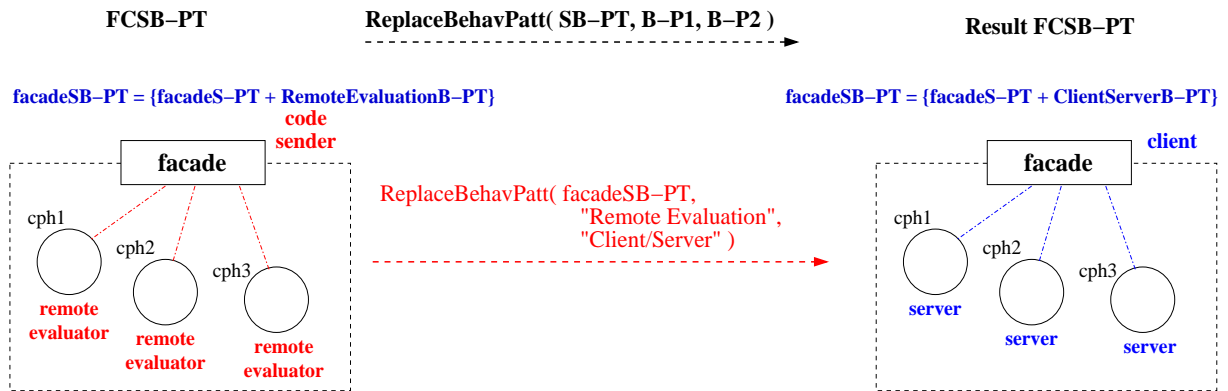 FCSB−PT
ReplaceBehavPatt( SB−PT, B−P1, B−P2 )
Result FCSB−PT
facadeSB−PT = {facadeS−PT + RemoteEvaluationB−PT}
code
sender
facade
cph1
cph2
cph3
remote
evaluator
remote
evaluator
remote
evaluator
ReplaceBehavPatt( facadeSB−PT,
"Remote Evaluation",
"Client/Server" )
facadeSB−PT = {facadeS−PT + ClientServerB−PT}
client
facade
cph1
cph2
cph3
server
server
server